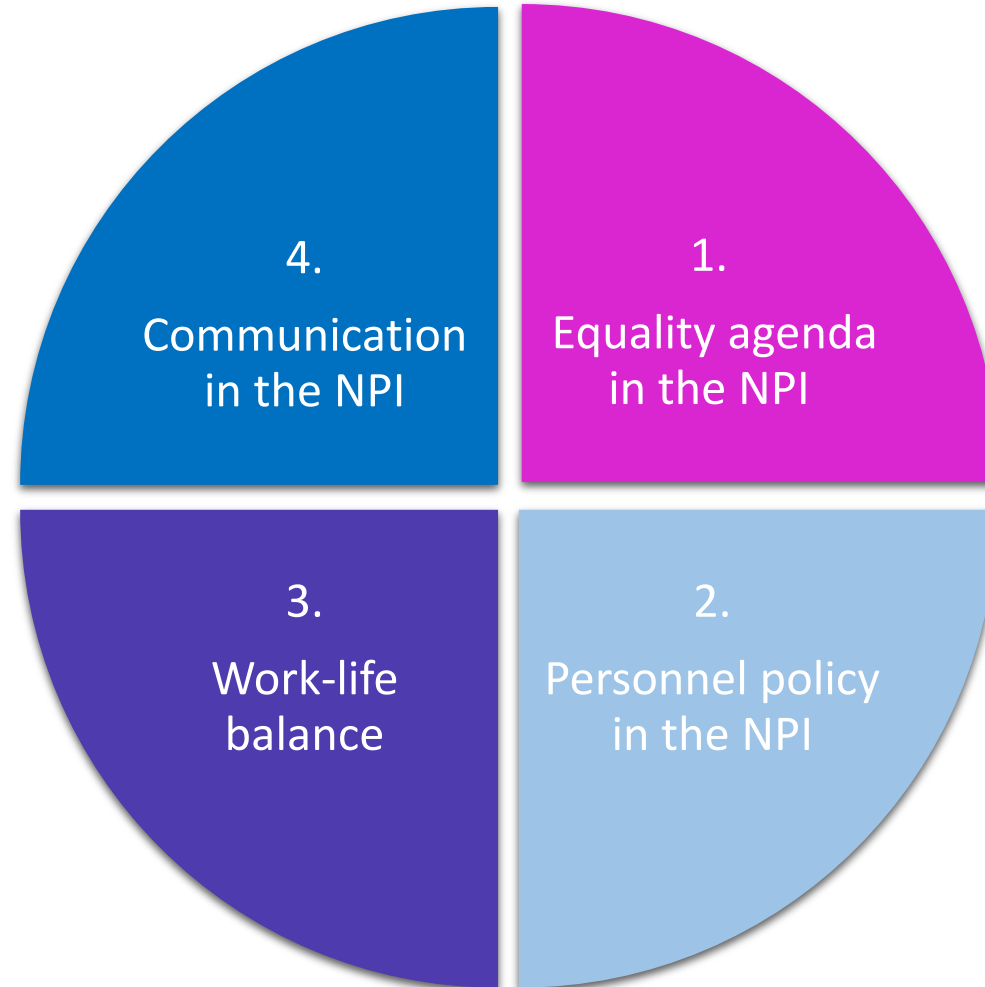 1.
Equality agenda
in the NPI
2.
Personnel policy
in the NPI
3.
Work-life
balance
4.
Communication
in the NPI